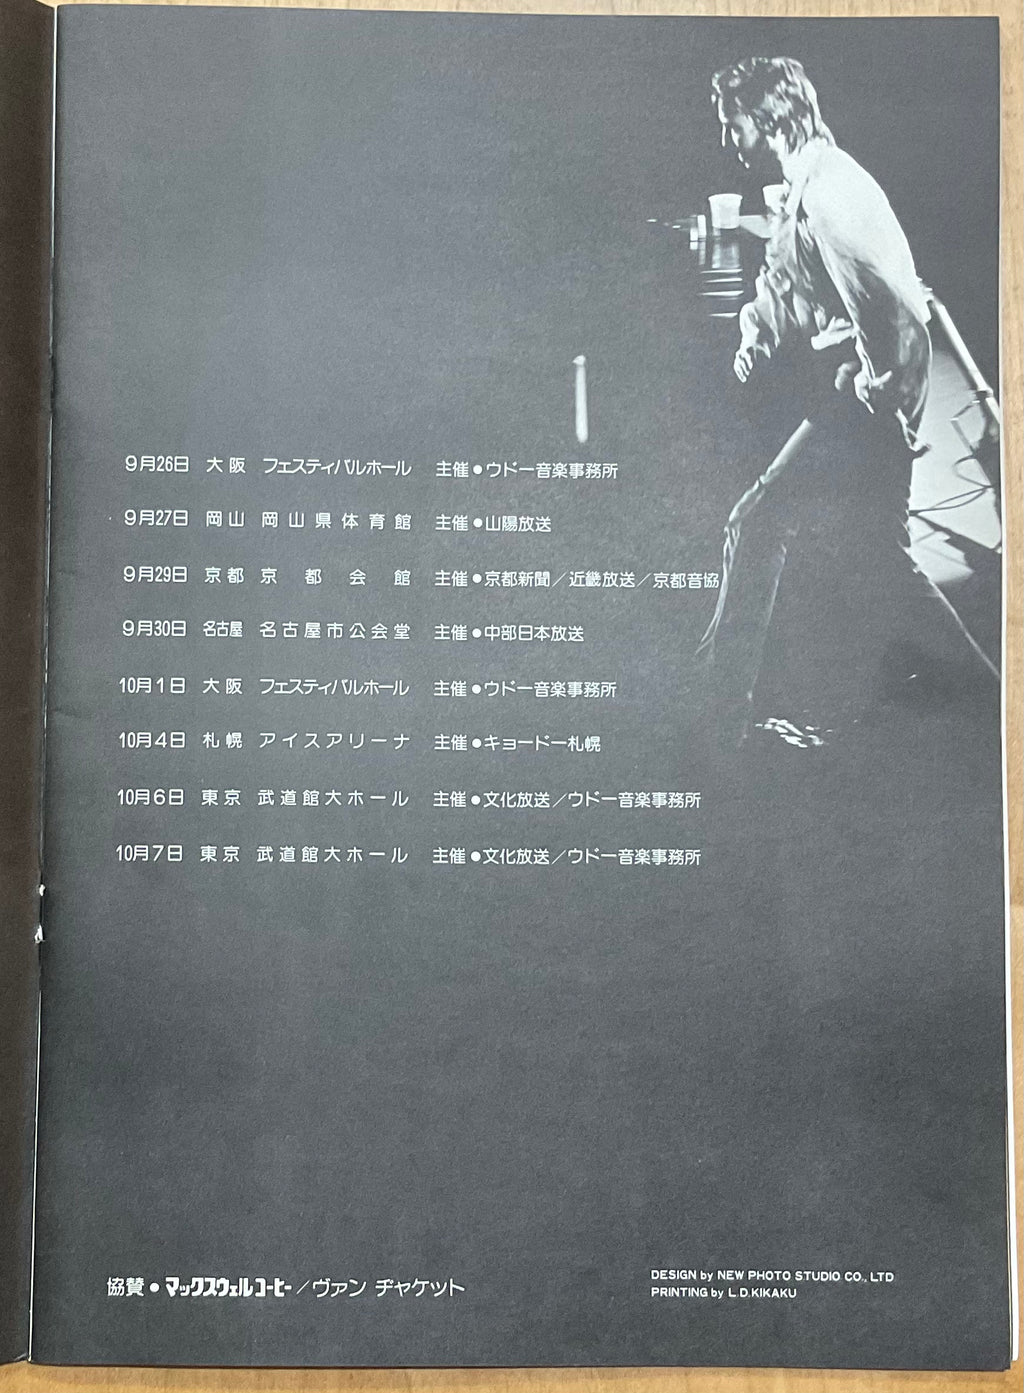 9月26日 大阪 フェスティバルホール 主催●ウドー音楽事務所
9月27日 岡山 岡山県体育館 主催●山陽放送
9月29日 京都 京都会館 主催●京都新聞／近畿放送／京都音協
9月30日 名古屋 名古屋市公会堂 主催●中部日本放送
10月1日 大阪 フェスティバルホール 主催●ウドー音楽事務所
10月4日 札幌 アイスアリーナ 主催●キョードー札幌
10月6日 東京 武道館大ホール 主催●文化放送／ウドー音楽事務所
10月7日 東京 武道館大ホール 主催●文化放送／ウドー音楽事務所
協賛●マックスウェルコーヒー／ヴァン ヂャケット
DESIGN by NEW PHOTO STUDIO CO., LTD
PRINTING by L.D.KIKAKU